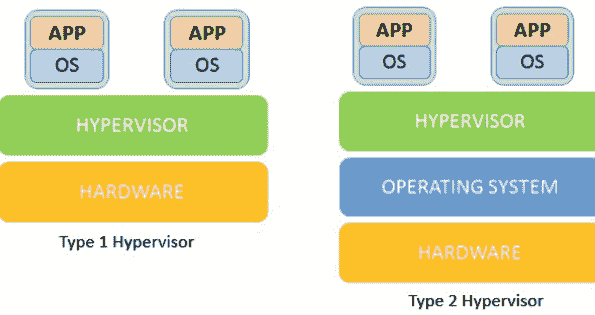 APP
OS
APP
OS
HYPERVISOR
HARDWARE
Type 1 Hypervisor
APP
OS
APP
OS
HYPERVISOR
OPERATING SYSTEM
HARDWARE
Type 2 Hypervisor